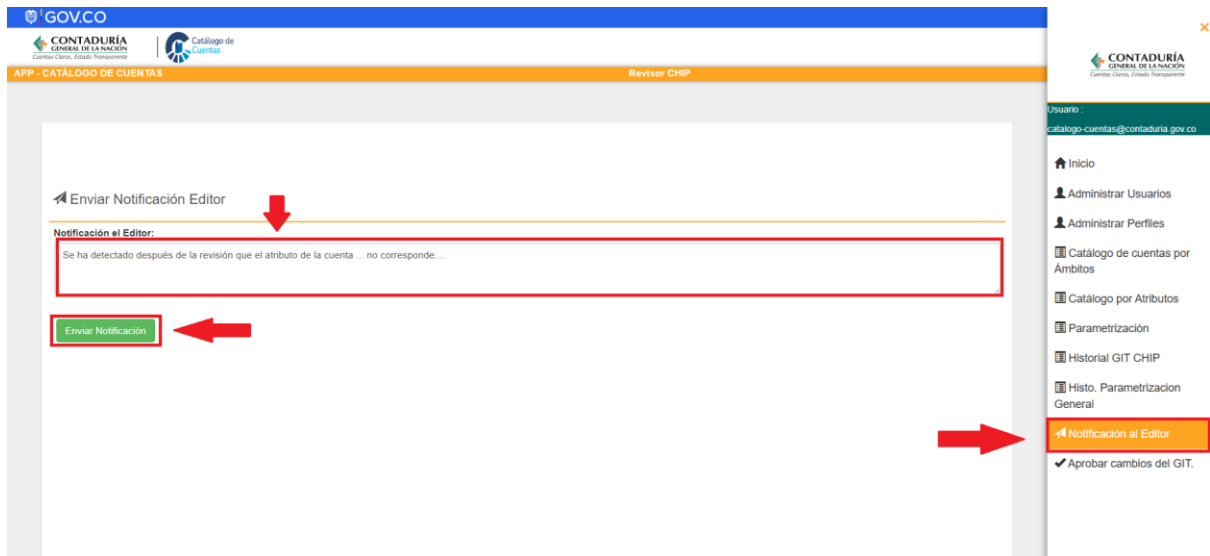 GOV.CO
CONTADURÍA
GENERAL DE LA NACIÓN
Cuentas Claras, Estado Transparente
Catálogo de
Cuentas
APP - CATÁLOGO DE CUENTAS
Revisor CHIP
Enviar Notificación Editor
Notificación el Editor:
Se ha detectado después de la revisión que el atributo de la cuenta ... no corresponde....
Enviar Notificación
CONTADURÍA
GENERAL DE LA NACIÓN
Cuentas Claras, Estado Transparente
Usuario :
catalogo-cuentas@contaduria.gov.co
Inicio
Administrar Usuarios
Administrar Perfiles
Catálogo de cuentas por
Ámbitos
Catálogo por Atributos
Parametrización
Historial GIT CHIP
Histo. Parametrizacion
General
Notificación al Editor
Aprobar cambios del GIT.